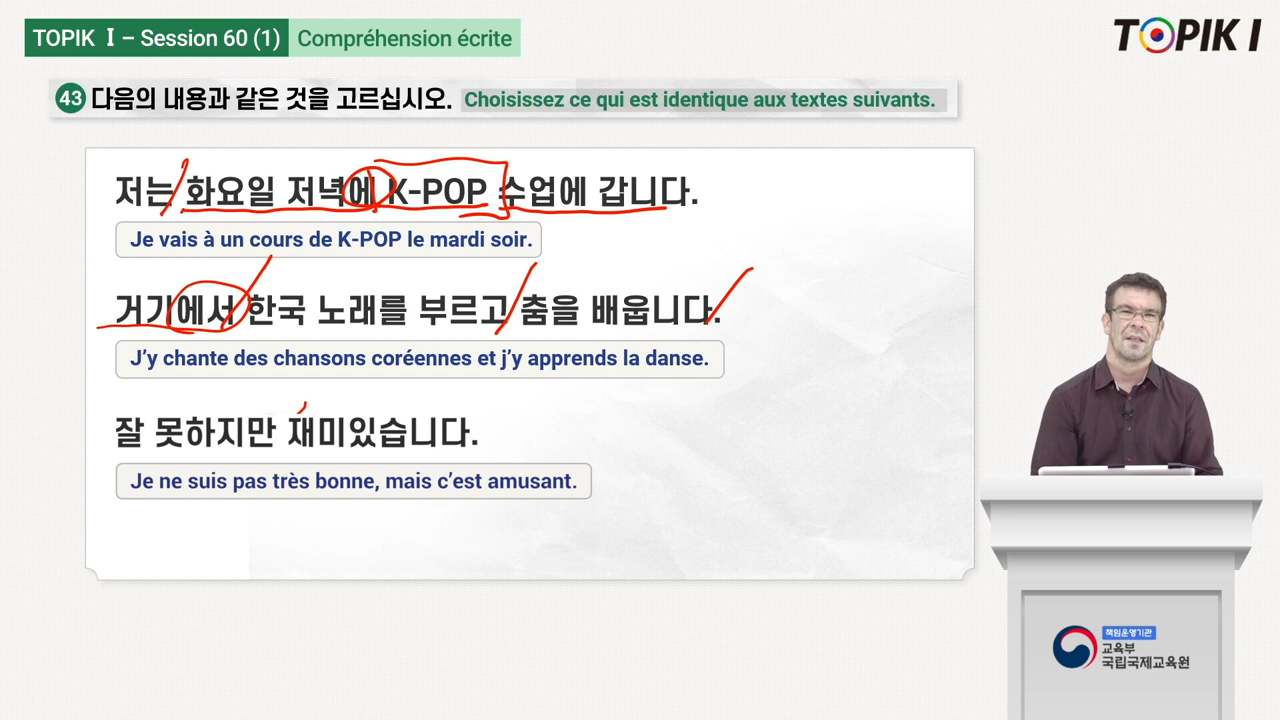 TOPIK Ⅰ – Session 60 (1) Compréhension écrite
TOPIK I
43 다음의 내용과 같은 것을 고르십시오. Choisissez ce qui est identique aux textes suivants.
저는 화요일 저녁에 K-POP 수업에 갑니다.
Je vais à un cours de K-POP le mardi soir.
거기에서 한국 노래를 부르고 춤을 배웁니다.
J'y chante des chansons coréennes et j'y apprends la danse.
잘 못하지만 재미있습니다.
Je ne suis pas très bonne, mais c'est amusant.
책임운영기관
교육부
국립국제교육원